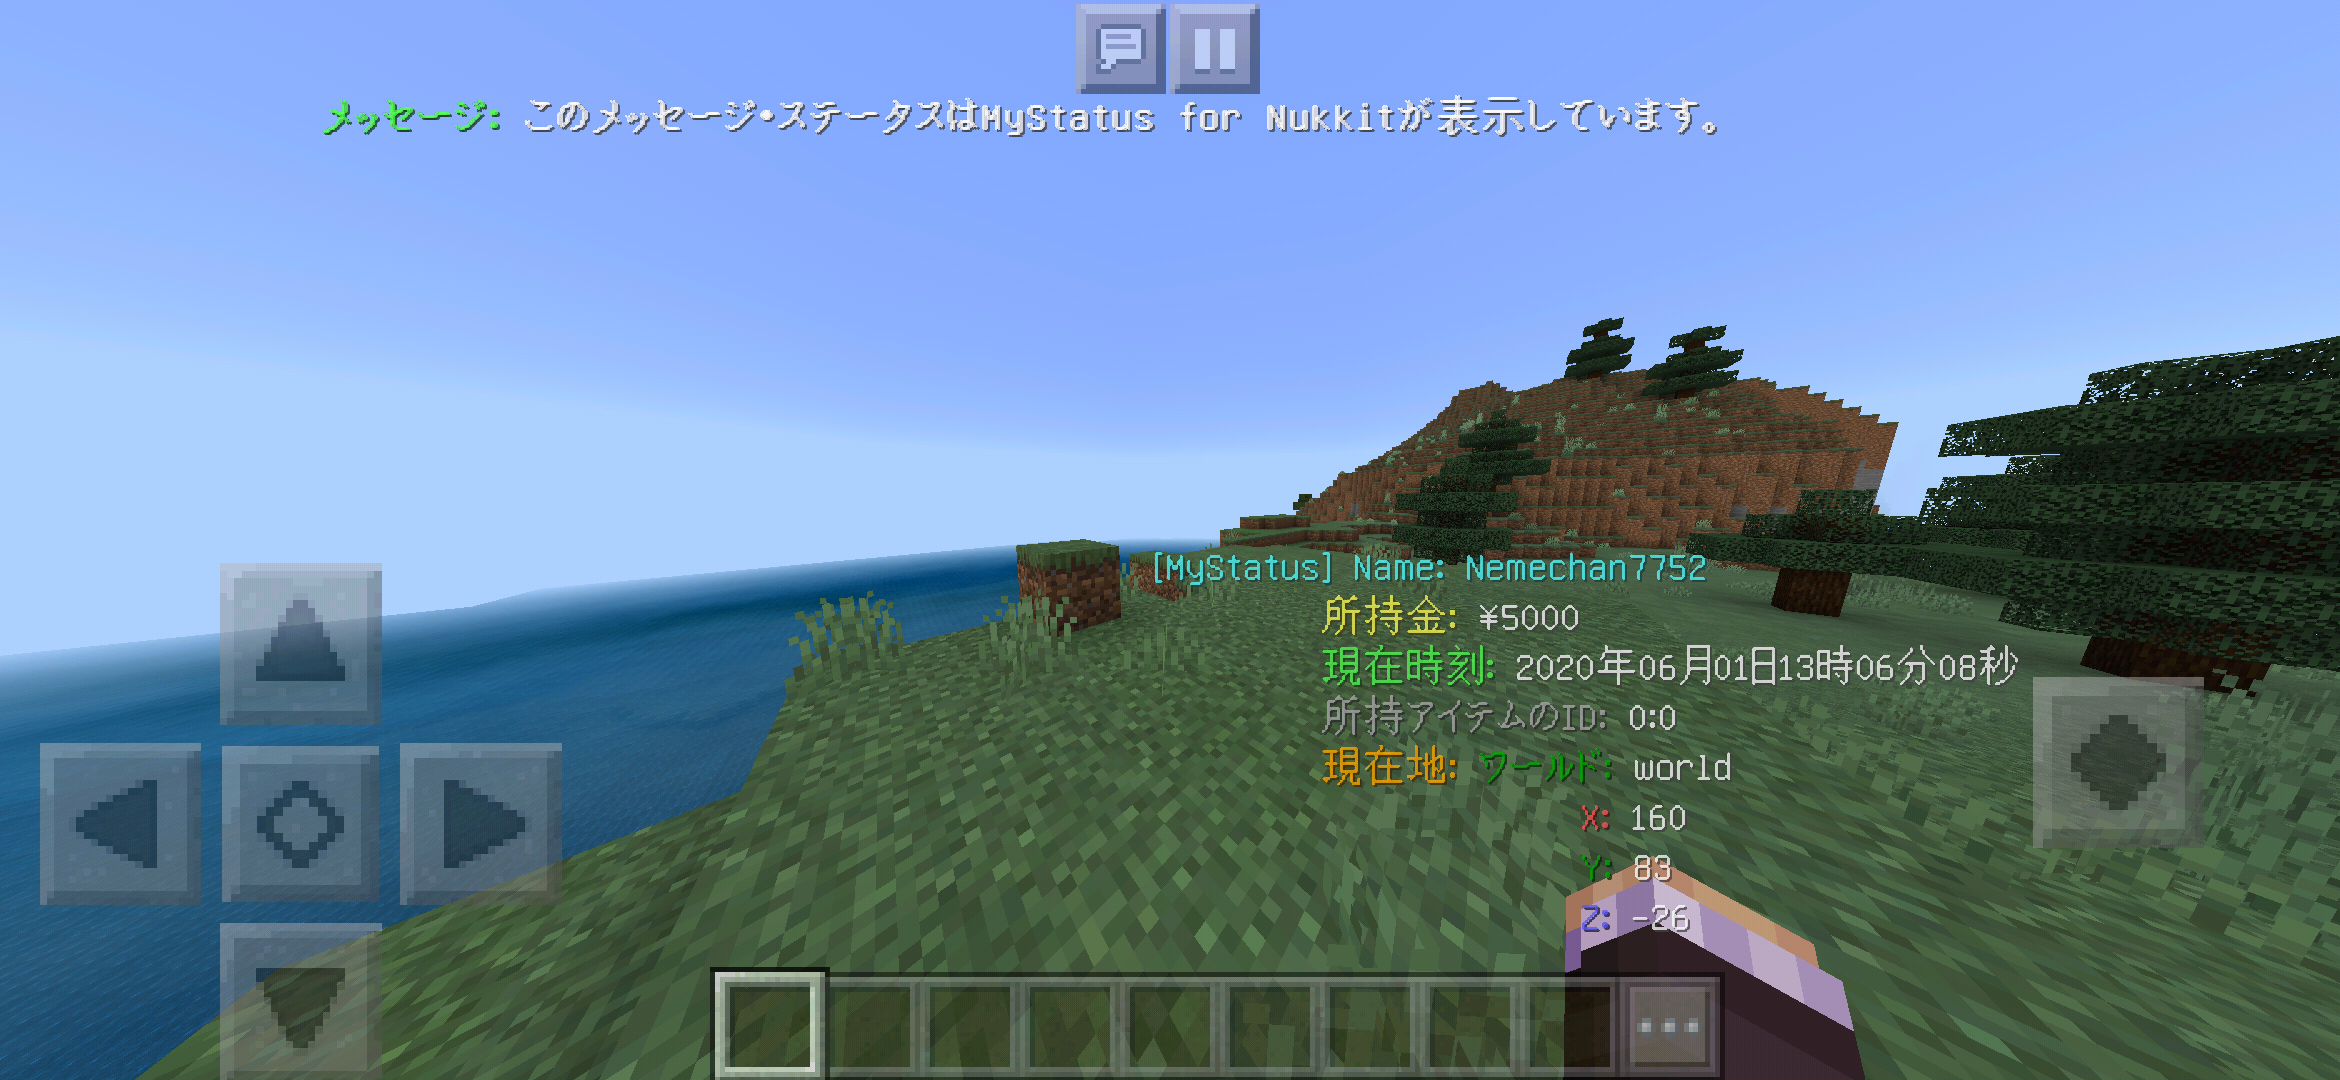 メッセージ: このメッセージ・ステータスはMyStatus for Nukkitが表示しています。
[MyStatus] Name: Nemechan7752
所持金: ¥5000
現在時刻: 2020年06月01日13時06分08秒
所持アイテムのID: 0:0
現在地: ワールド: world
X: 160
Y: 83
Z: -26